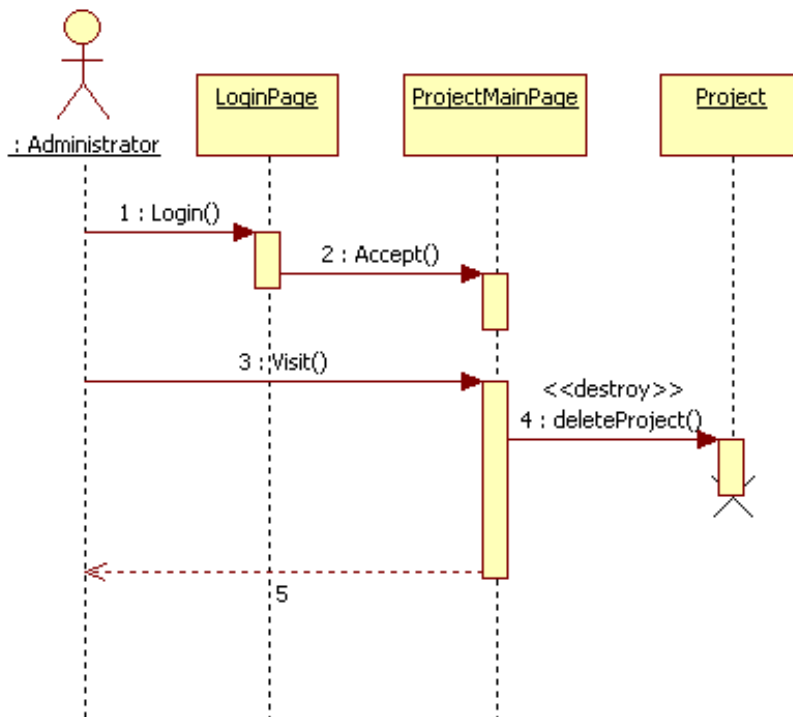 LoginPage
ProjectMainPage
Project
: Administrator
1 : Login()
2 : Accept()
3 : Visit()
<<destroy>>
4 : deleteProject()
5